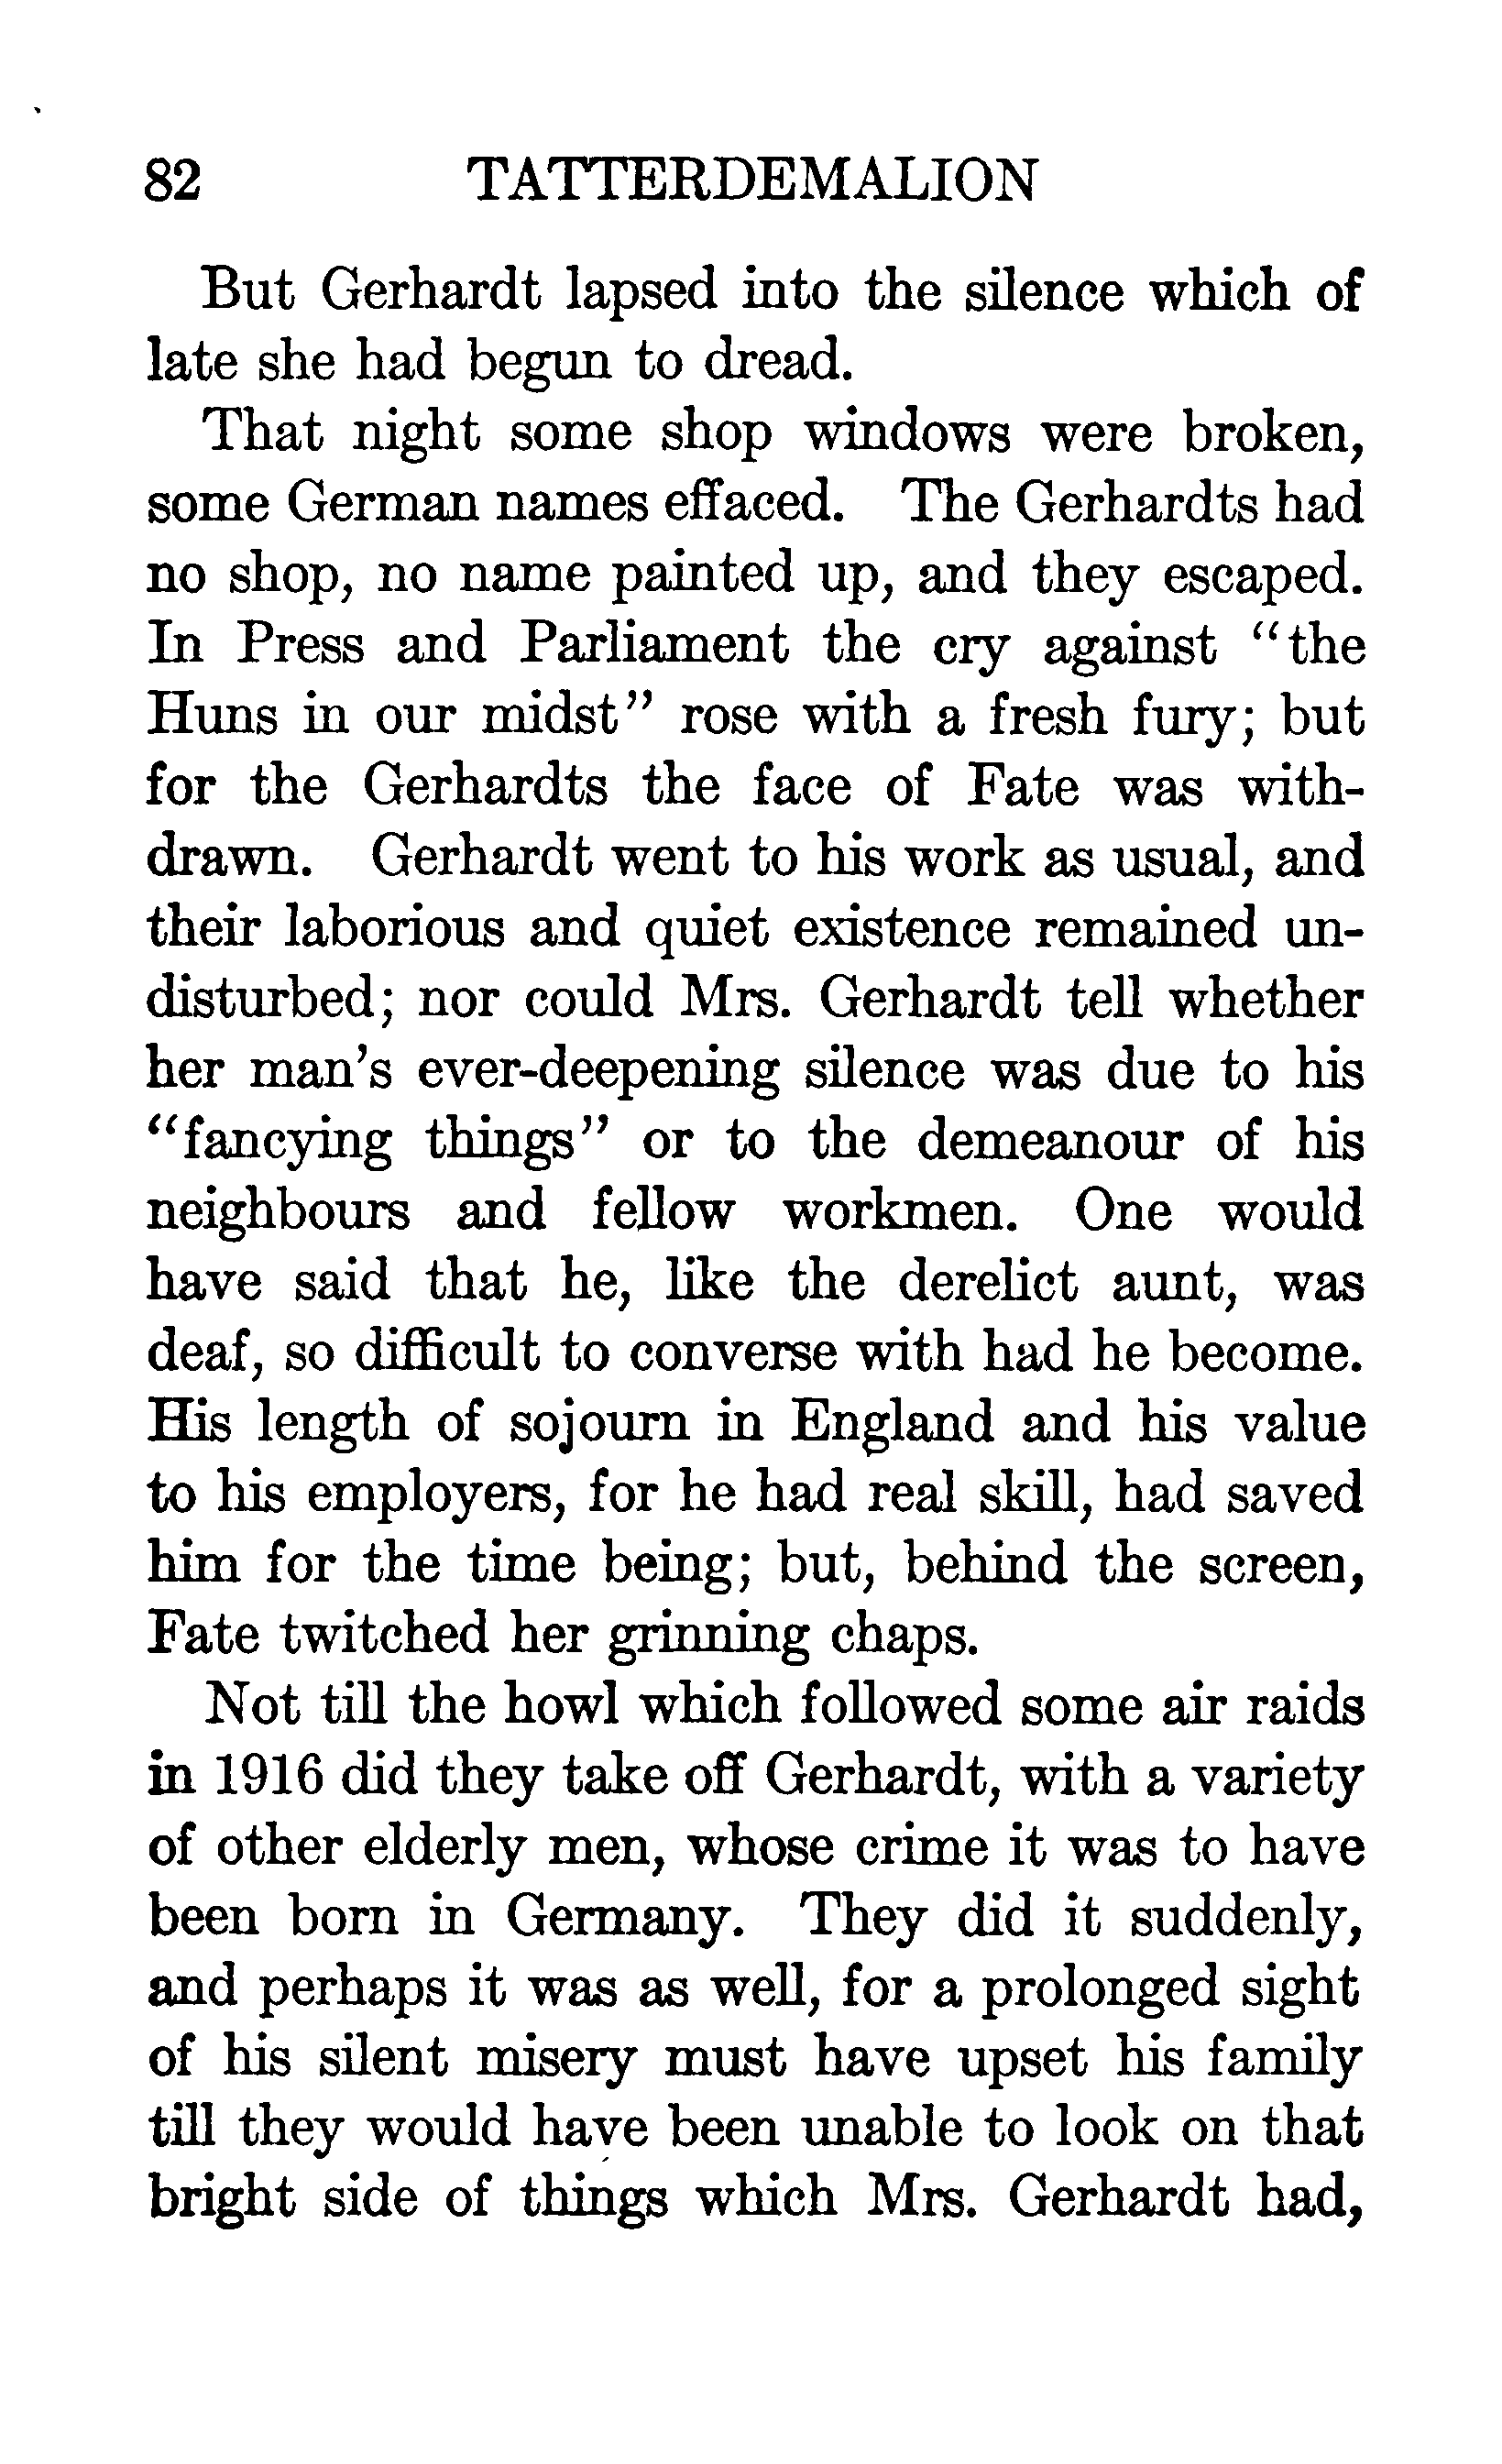 82 TATTERDEMALION
But Gerhardt lapsed into the silence which of
late she had begun to dread.
That night some shop windows were broken,
some German names effaced. The Gerhardts had
no shop, no name painted up, and they escaped.
In Press and Parliament the cry against “the
Huns in our midst” rose with a fresh fury; but
for the Gerhardts the face of Fate was with-
drawn. Gerhardt went to his work as usual, and
their laborious and quiet existence remained un-
disturbed; nor could Mrs. Gerhardt tell whether
her man’s ever-deepening silence was due to his
“fancying things” or to the demeanour of his
neighbours and fellow workmen. One would
have said that he, like the derelict aunt, was
deaf, so difficult to converse with had he become.
His length of sojourn in England and his value
to his employers, for he had real skill, had saved
him for the time being; but, behind the screen,
Fate twitched her grinning chaps.
Not till the howl which followed some air raids
in 1916 did they take off Gerhardt, with a variety
of other elderly men, whose crime it was to have
been born in Germany. They did it suddenly,
and perhaps it was as well, for a prolonged sight
of his silent misery must have upset his family
till they would have been unable to look on that
bright side of things which Mrs. Gerhardt had,